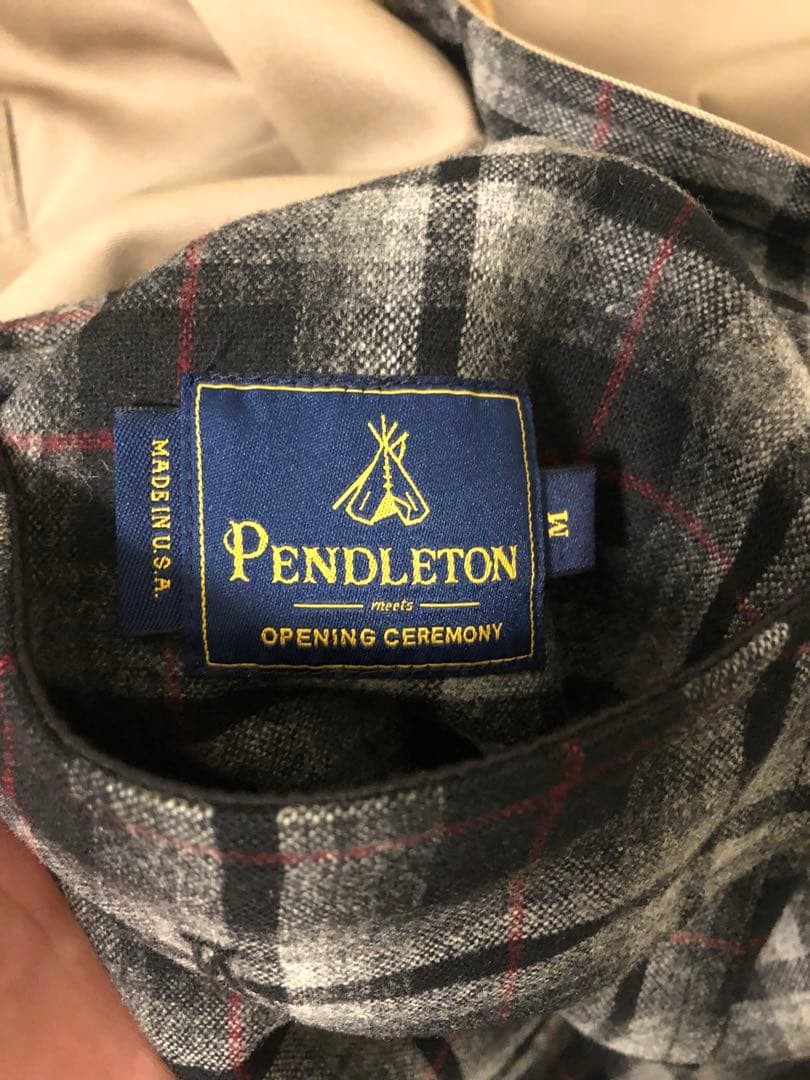 MADE IN U.S.A.
PENDLETON
meets
OPENING CEREMONY
M